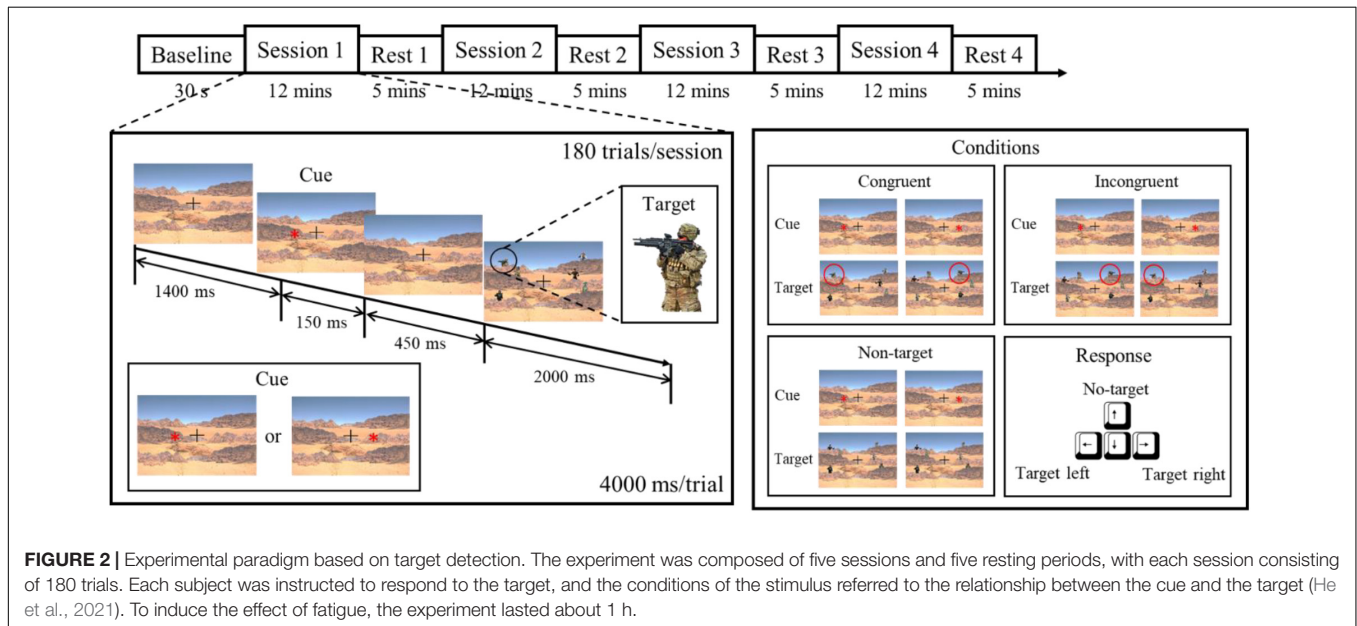 Baseline Session 1 Rest 1 Session 2 Rest 2 Session 3 Rest 3 Session 4 Rest 4
30 s 12 mins 5 mins 12 mins 5 mins 12 mins 5 mins 12 mins 5 mins
180 trials/session
Cue
Target
1400 ms
150 ms
450 ms
2000 ms
Cue
or
4000 ms/trial
Conditions
Congruent
Cue
Target
Incongruent
Cue
Target
Non-target
Cue
Target
Response
No-target
↑
← ↓ →
Target left Target right
FIGURE 2 | Experimental paradigm based on target detection. The experiment was composed of five sessions and five resting periods, with each session consisting
of 180 trials. Each subject was instructed to respond to the target, and the conditions of the stimulus referred to the relationship between the cue and the target (He
et al., 2021). To induce the effect of fatigue, the experiment lasted about 1 h.